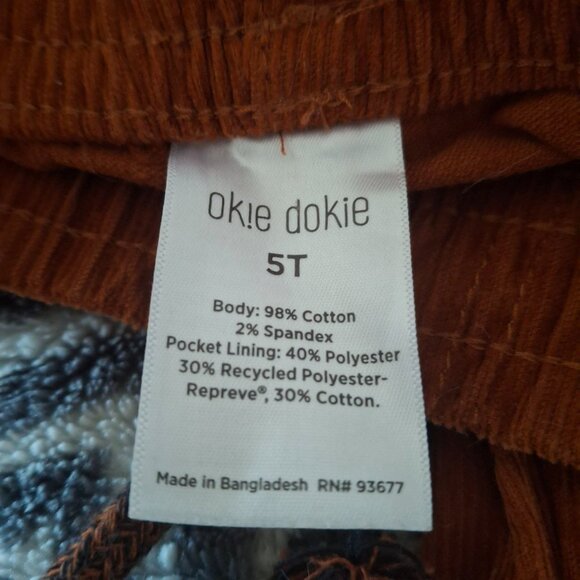 ok!e dokie
5T
Body: 98% Cotton
2% Spandex
Pocket Lining: 40% Polyester
30% Recycled Polyester-
Repreve®, 30% Cotton.
Made in Bangladesh RN# 93677